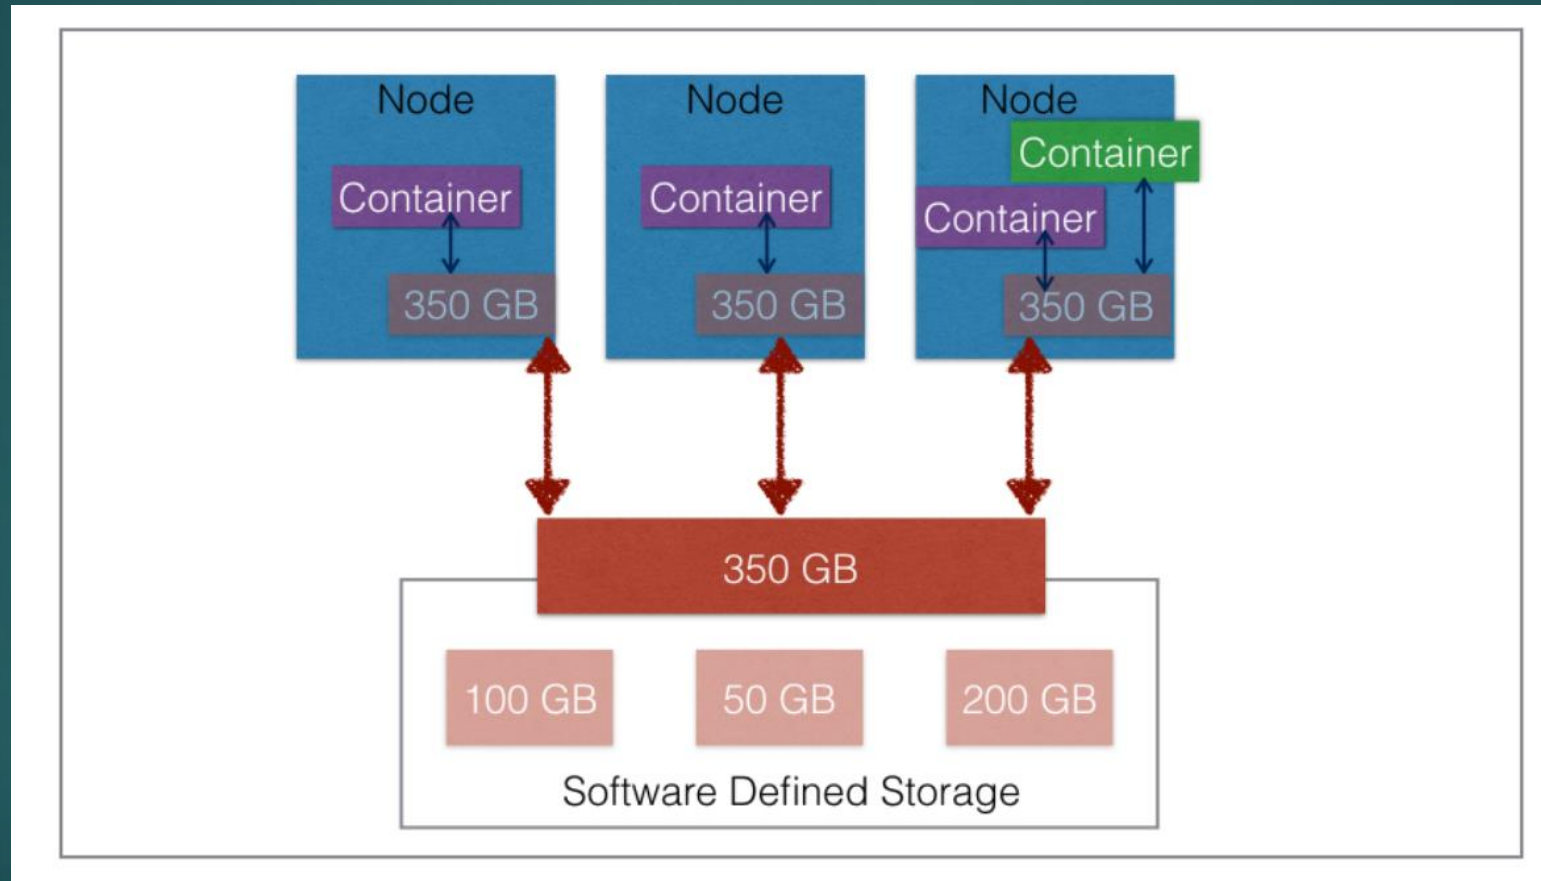 Node
Node
Node
Container
Container
Container
Container
350 GB
350 GB
350 GB
350 GB
100 GB
50 GB
200 GB
Software Defined Storage